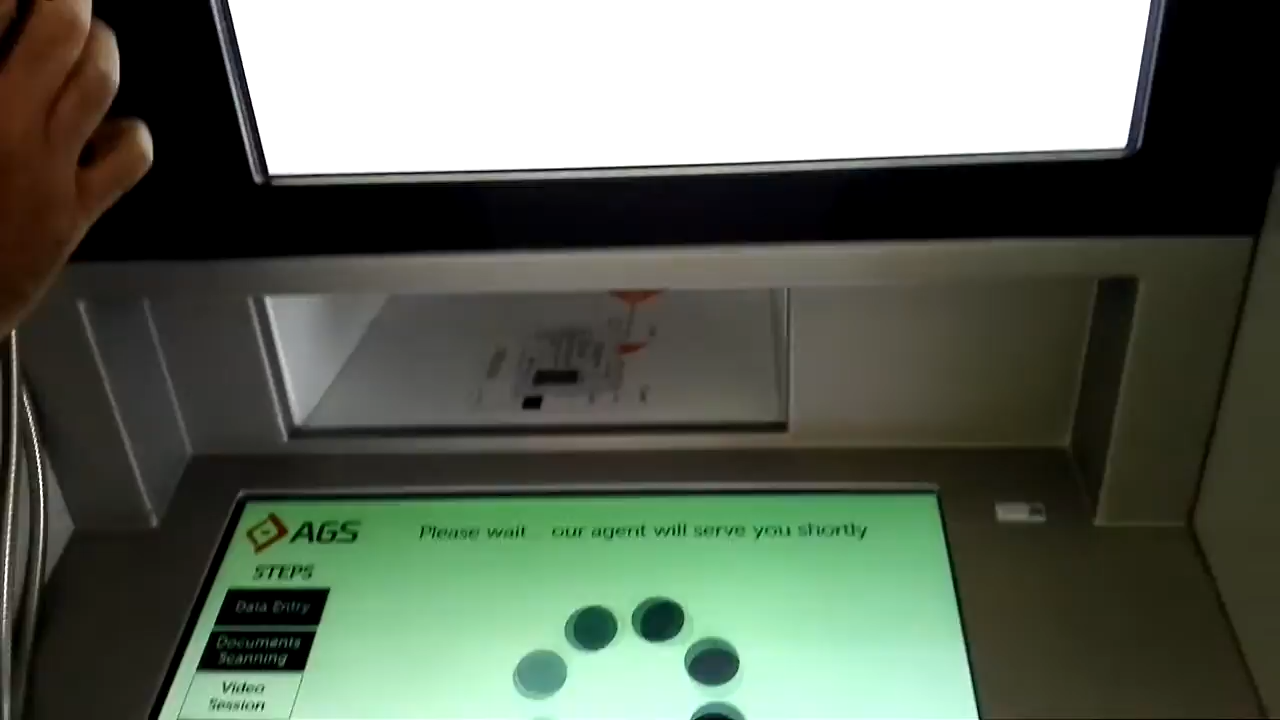 AGS
Please wait... our agent will serve you shortly
STEPS
Data Entry
Documents
Scanning
Video
Session